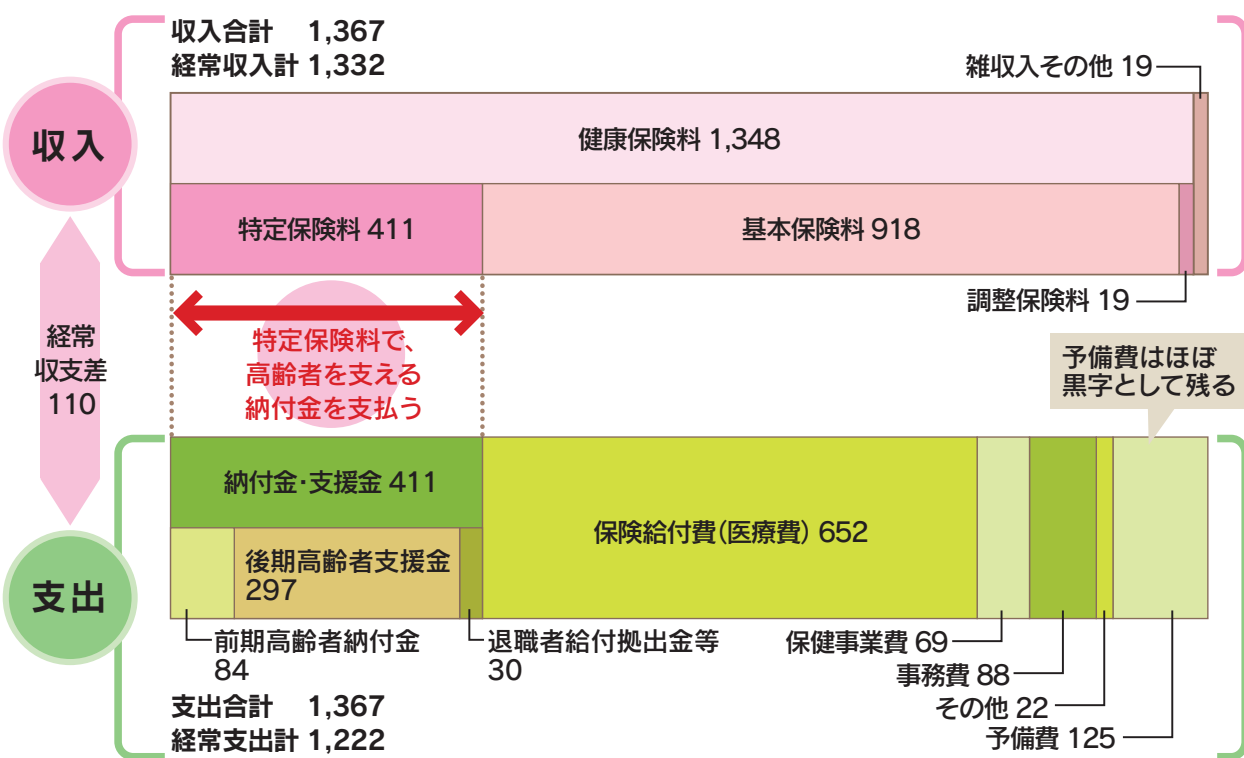 収入合計 1,367
経常収入計 1,332
雑収入その他 19
収入
健康保険料 1,348
特定保険料 411
基本保険料 918
調整保険料 19
経常
収支差
110
特定保険料で、
高齢者を支える
納付金を支払う
予備費はほぼ
黒字として残る
支出
納付金・支援金 411
保険給付費(医療費) 652
後期高齢者支援金
297
前期高齢者納付金
84
退職者給付拠出金等
30
保健事業費 69
事務費 88
その他 22
予備費 125
支出合計 1,367
経常支出計 1,222